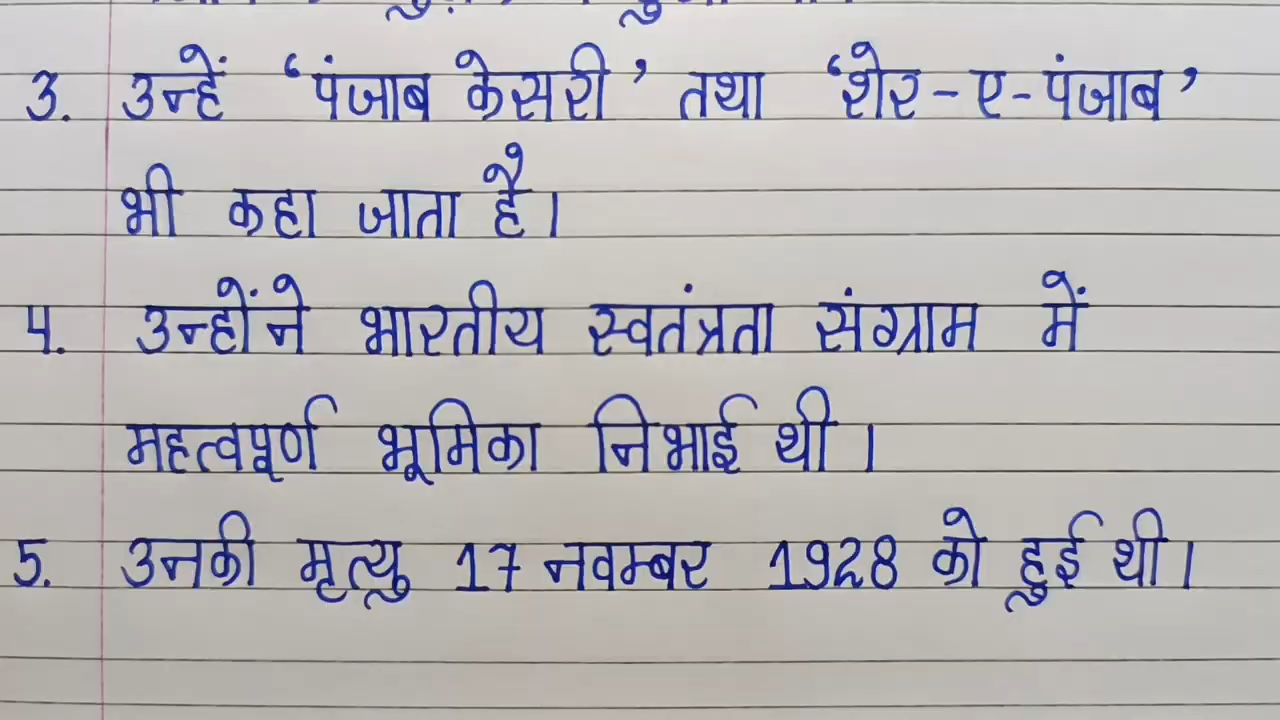 3. उन्हें ‘पंजाब केसरी’ तथा ‘शेर-ए-पंजाब’
भी कहा जाता है।
4. उन्होंने भारतीय स्वतंत्रता संग्राम में
महत्वपूर्ण भूमिका निभाई थी।
5. उनकी मृत्यु 17 नवम्बर 1928 को हुई थी।